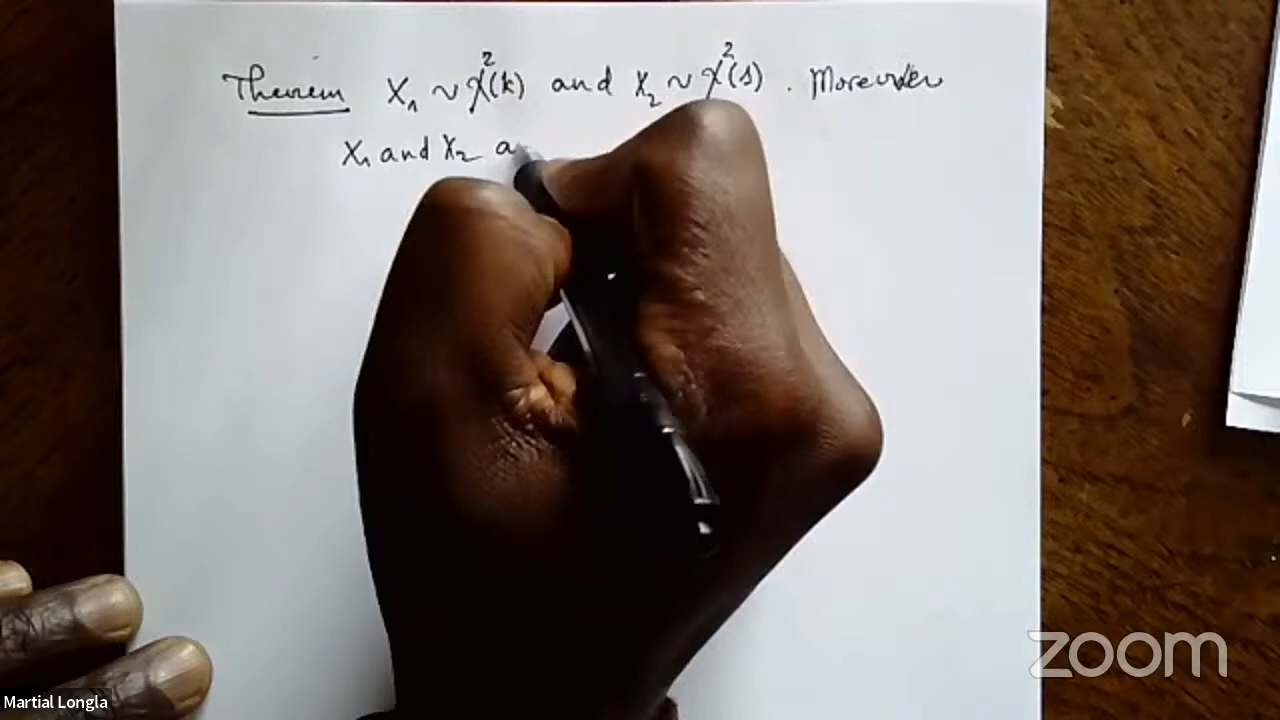 Theorem X₁ ~ χ²(k) and X₂ ~ χ²(s). Moreover
X₁ and X₂ a
zoom
Martial Longla